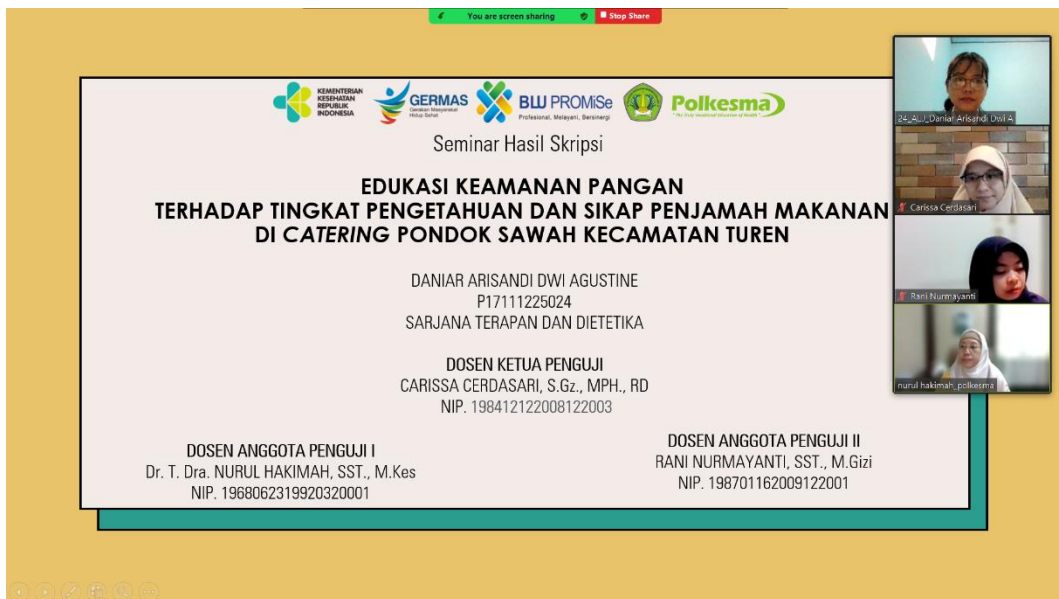 You are screen sharing
Stop Share
KEMENTERIAN
KESEHATAN
REPUBLIK
INDONESIA
GERMAS
Gerakan Masyarakat
Hidup Sehat
BLU PROMiSe
Profesional, Melayani, Bersinergi
Polkesma
Seminar Hasil Skripsi
EDUKASI KEAMANAN PANGAN
TERHADAP TINGKAT PENGETAHUAN DAN SIKAP PENJAMAH MAKANAN
DI CATERING PONDOK SAWAH KECAMATAN TUREN
DANIAR ARISANDI DWI AGUSTINE
P17111225024
SARJANA TERAPAN DAN DIETETIKA
DOSEN KETUA PENGUJI
CARISSA CERDASARI, S.Gz., MPH., RD
NIP. 198412122008122003
DOSEN ANGGOTA PENGUJI I
Dr. T. Dra. NURUL HAKIMAH, SST., M.Kes
NIP. 1968062319920320001
DOSEN ANGGOTA PENGUJI II
RANI NURMAYANTI, SST., M.Gizi
NIP. 198701162009122001
24_ALJ_Daniar Arisandi Dwi A
Carissa Cerdasari
Rani Nurmayanti
nurul hakimah_polkesma